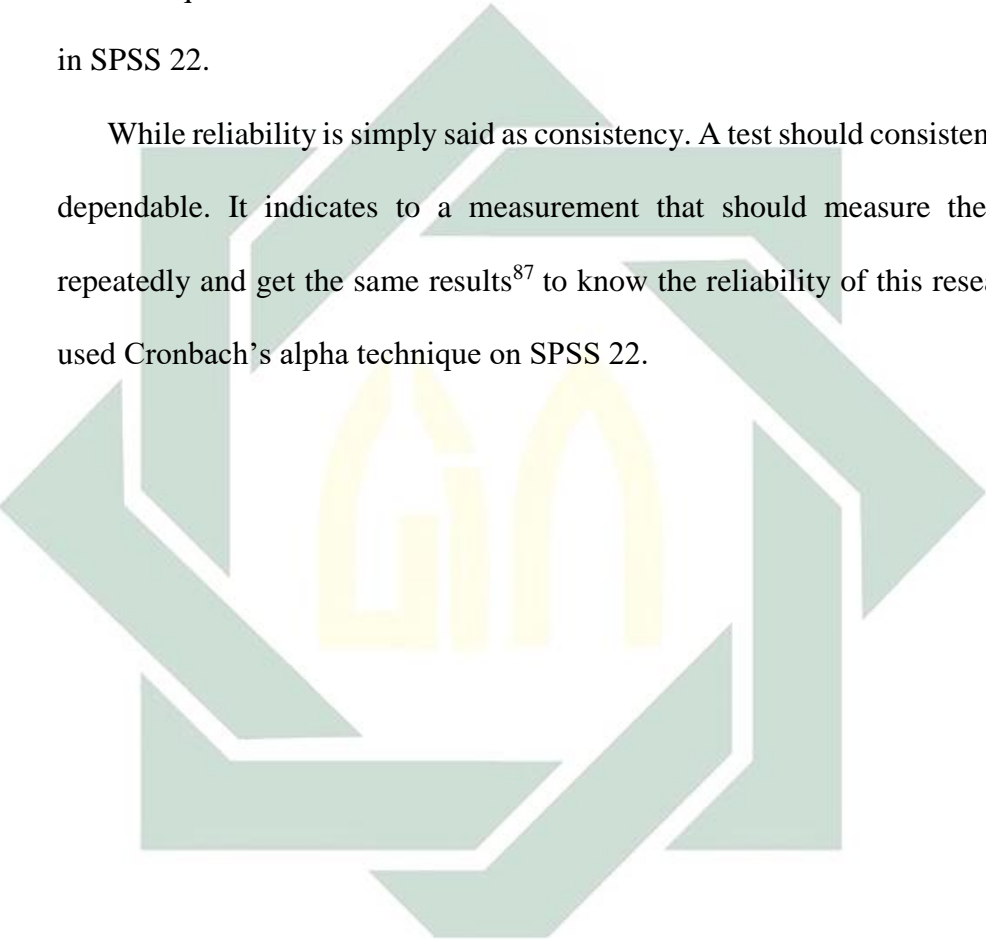 in SPSS 22.
While reliability is simply said as consistency. A test should
dependable. It indicates to a measurement that should measure the
repeatedly and get the same results87 to know the reliability of this
used Cronbach's alpha technique on SPSS 22.